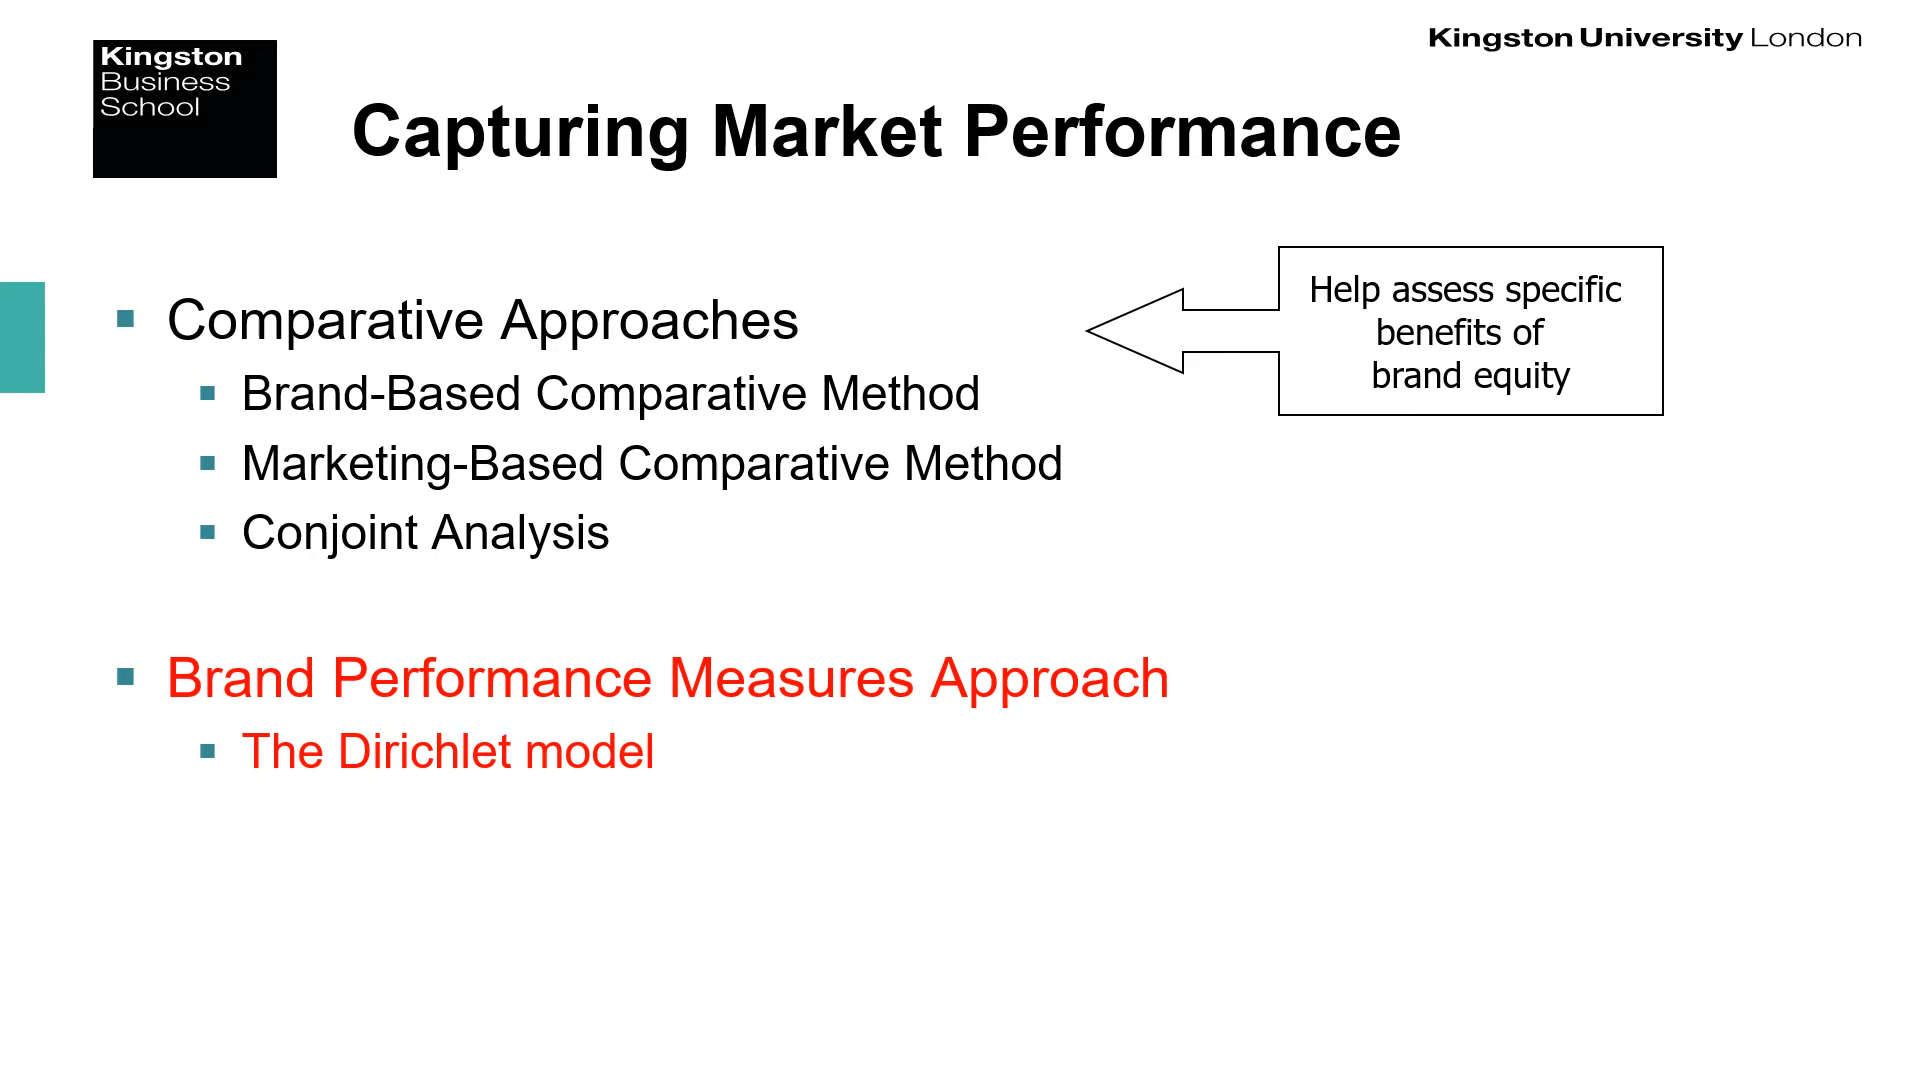 Kingston University London
Kingston
Business
School
Capturing Market Performance
Comparative Approaches
Brand-Based Comparative Method
Marketing-Based Comparative Method
Conjoint Analysis
Help assess specific
benefits of
brand equity
Brand Performance Measures Approach
The Dirichlet model